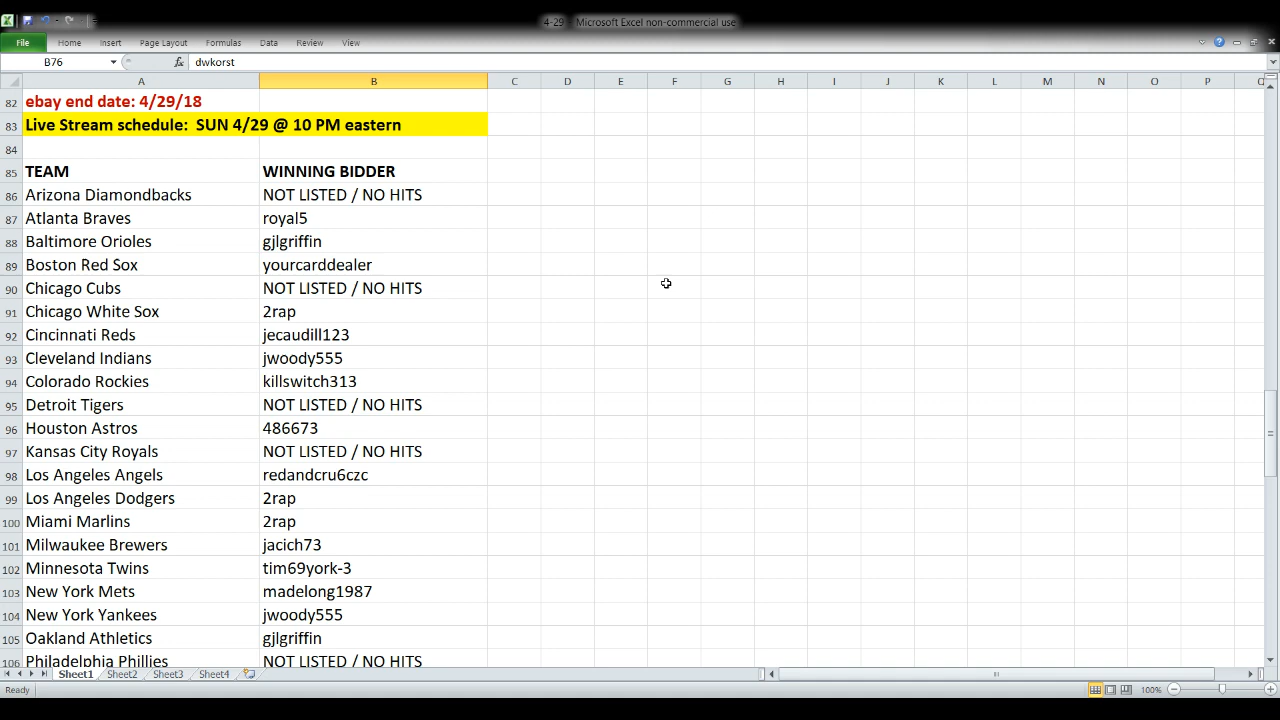 4-29 - Microsoft Excel non-commercial use
File Home Insert Page Layout Formulas Data Review View
B76 fx dwkorst
A B C D E F G H I J K L M N O P
82 ebay end date: 4/29/18
83 Live Stream schedule: SUN 4/29 @ 10 PM eastern
84
85 TEAM WINNING BIDDER
86 Arizona Diamondbacks NOT LISTED / NO HITS
87 Atlanta Braves royal5
88 Baltimore Orioles gjlgriffin
89 Boston Red Sox yourcarddealer
90 Chicago Cubs NOT LISTED / NO HITS
91 Chicago White Sox 2rap
92 Cincinnati Reds jecaudill123
93 Cleveland Indians jwoody555
94 Colorado Rockies killswitch313
95 Detroit Tigers NOT LISTED / NO HITS
96 Houston Astros 486673
97 Kansas City Royals NOT LISTED / NO HITS
98 Los Angeles Angels redandcru6czc
99 Los Angeles Dodgers 2rap
100 Miami Marlins 2rap
101 Milwaukee Brewers jacich73
102 Minnesota Twins tim69york-3
103 New York Mets madelong1987
104 New York Yankees jwoody555
105 Oakland Athletics gjlgriffin
106 Philadelphia Phillies NOT LISTED / NO HITS
Sheet1 Sheet2 Sheet3 Sheet4
Ready 100%